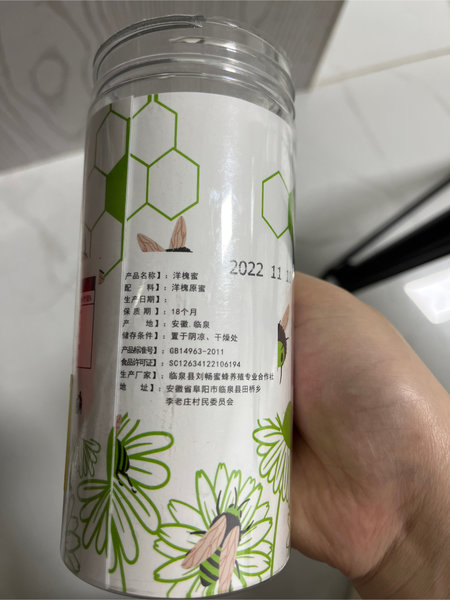 2022 11 1
产品名称】：洋槐蜜
配　　料】：洋槐原蜜
生产日期】：
保 质 期 】：18个月
产　　地】：安徽.临泉
储存条件】：置于阴凉、干燥处
产品标准号】：GB14963-2011
食品许可证】：SC12634122106194
生产厂家】：临泉县刘畅蜜蜂养殖专业合作社
地　　址】：安徽省阜阳市临泉县田桥乡
李老庄村民委员会